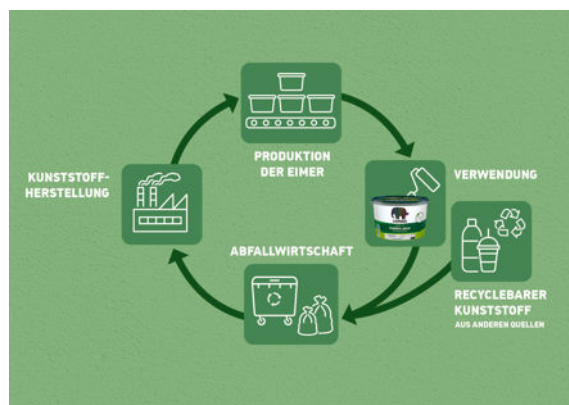 PRODUKTION
DER EIMER
KUNSTSTOFF-
HERSTELLUNG
VERWENDUNG
ABFALLWIRTSCHAFT
RECYCLEBARER
KUNSTSTOFF
AUS ANDEREN QUELLEN